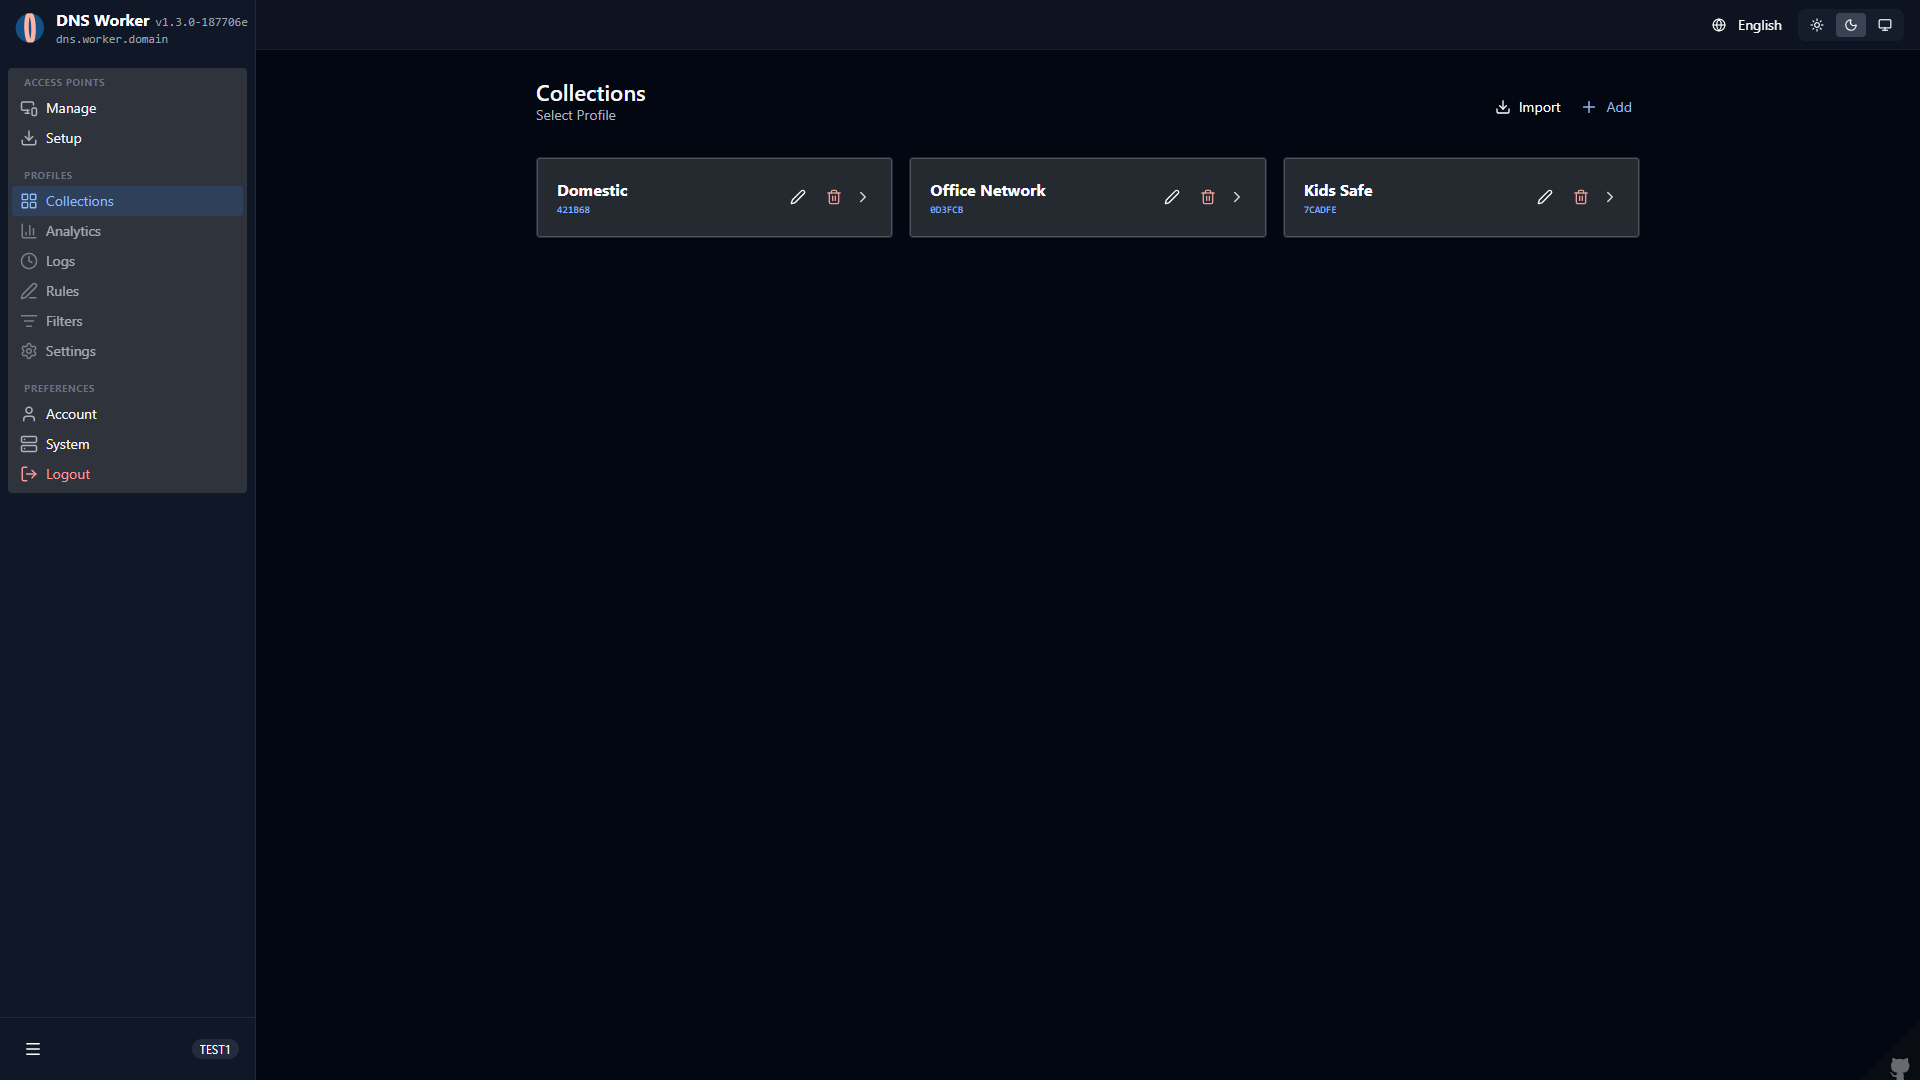 DNS Worker v1.3.0-187706e
dns.worker.domain
English
ACCESS POINTS
Manage
Setup
PROFILES
Collections
Analytics
Logs
Rules
Filters
Settings
PREFERENCES
Account
System
Logout
TEST1
Collections
Select Profile
Import
Add
Domestic
421B68
Office Network
0D3FCB
Kids Safe
7CADFE